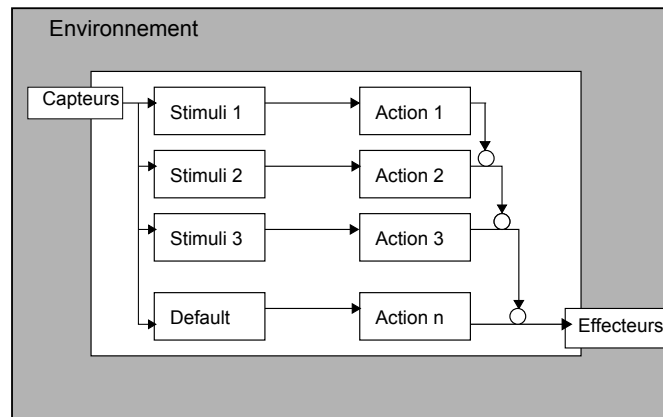 Environnement
Capteurs
Stimuli 1
Action 1
Stimuli 2
Action 2
Stimuli 3
Action 3
Default
Action n
Effecteurs